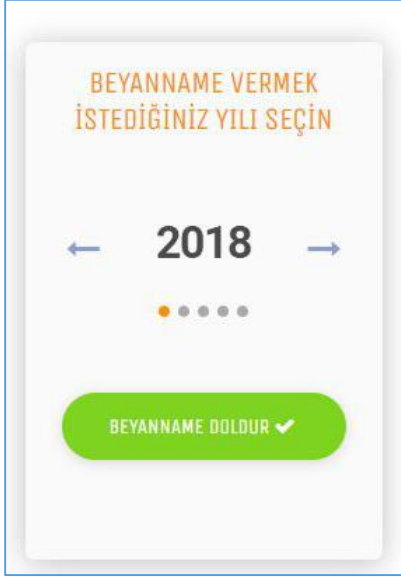 BEYANNAME VERMEK
İSTEDİĞİNİZ YILI SEÇİN
2018
BEYANNAME DOLDUR